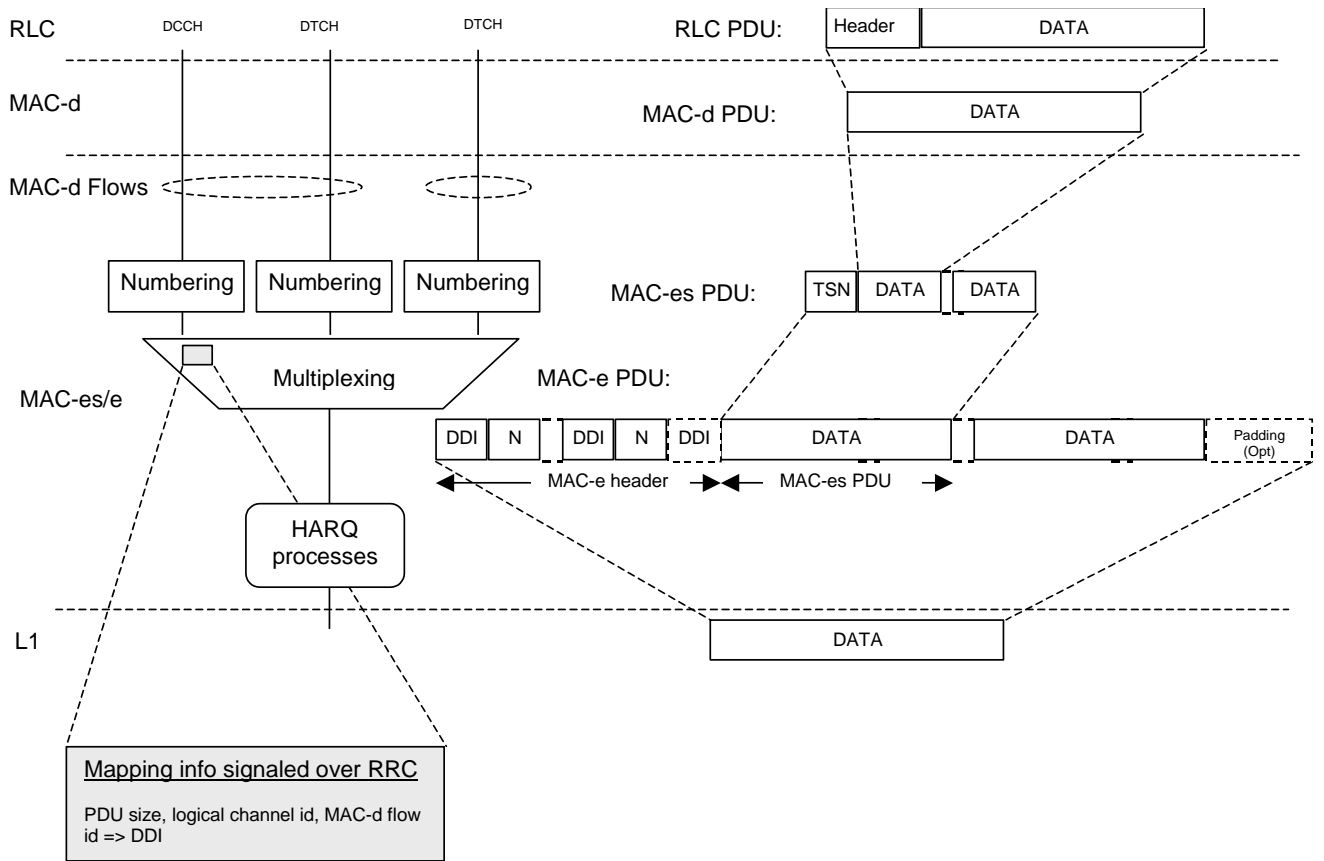 RLC
DCCH
DTCH
DTCH
RLC PDU:
Header
DATA
MAC-d
MAC-d PDU:
DATA
MAC-d Flows
Numbering
Numbering
Numbering
MAC-es PDU:
TSN
DATA
DATA
Multiplexing
MAC-e PDU:
MAC-es/e
DDI
N
DDI
N
DDI
DATA
DATA
Padding
(Opt)
MAC-e header
MAC-es PDU
HARQ
processes
L1
DATA
Mapping info signaled over RRC
PDU size, logical channel id, MAC-d flow
id => DDI